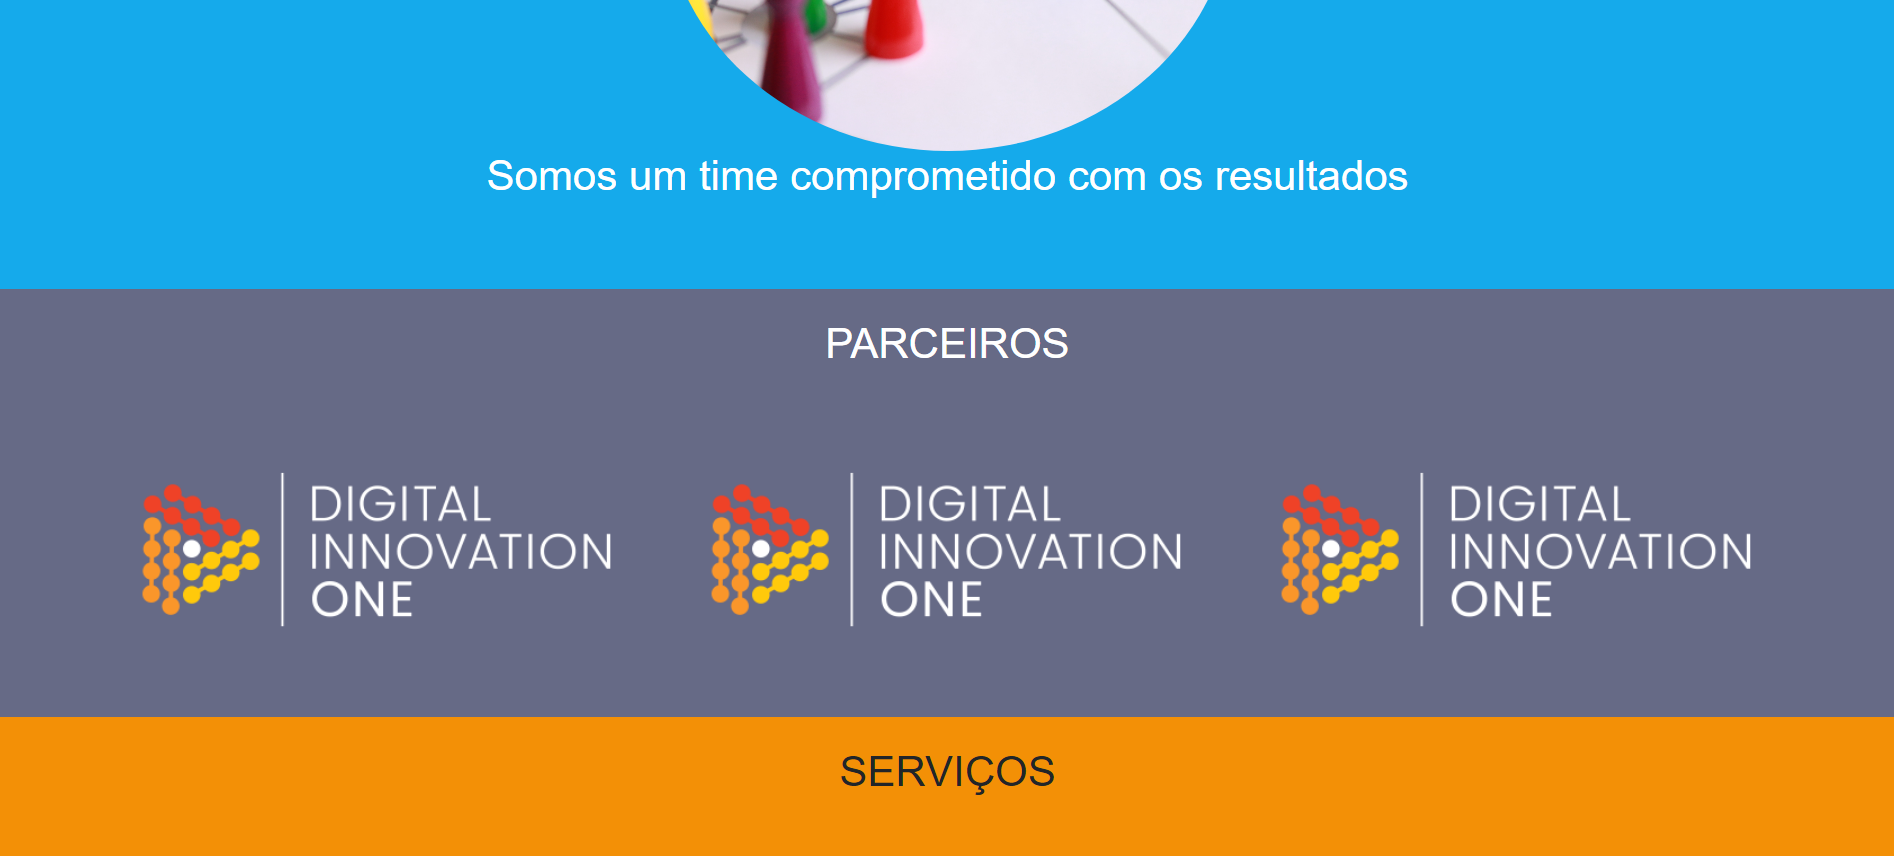 Somos um time comprometido com os resultados
PARCEIROS
DIGITAL
INNOVATION
ONE
DIGITAL
INNOVATION
ONE
DIGITAL
INNOVATION
ONE
SERVIÇOS